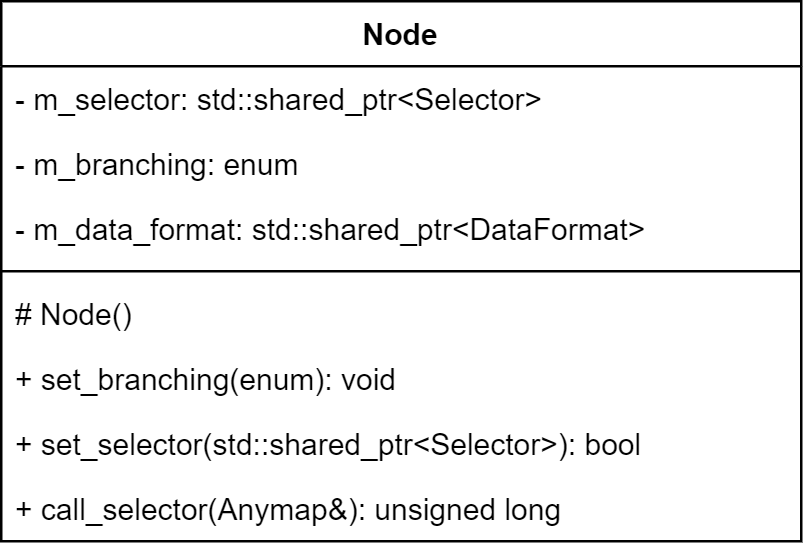 Node
- m_selector: std::shared_ptr<Selector>
- m_branching: enum
- m_data_format: std::shared_ptr<DataFormat>
# Node()
+ set_branching(enum): void
+ set_selector(std::shared_ptr<Selector>): bool
+ call_selector(Anymap&): unsigned long